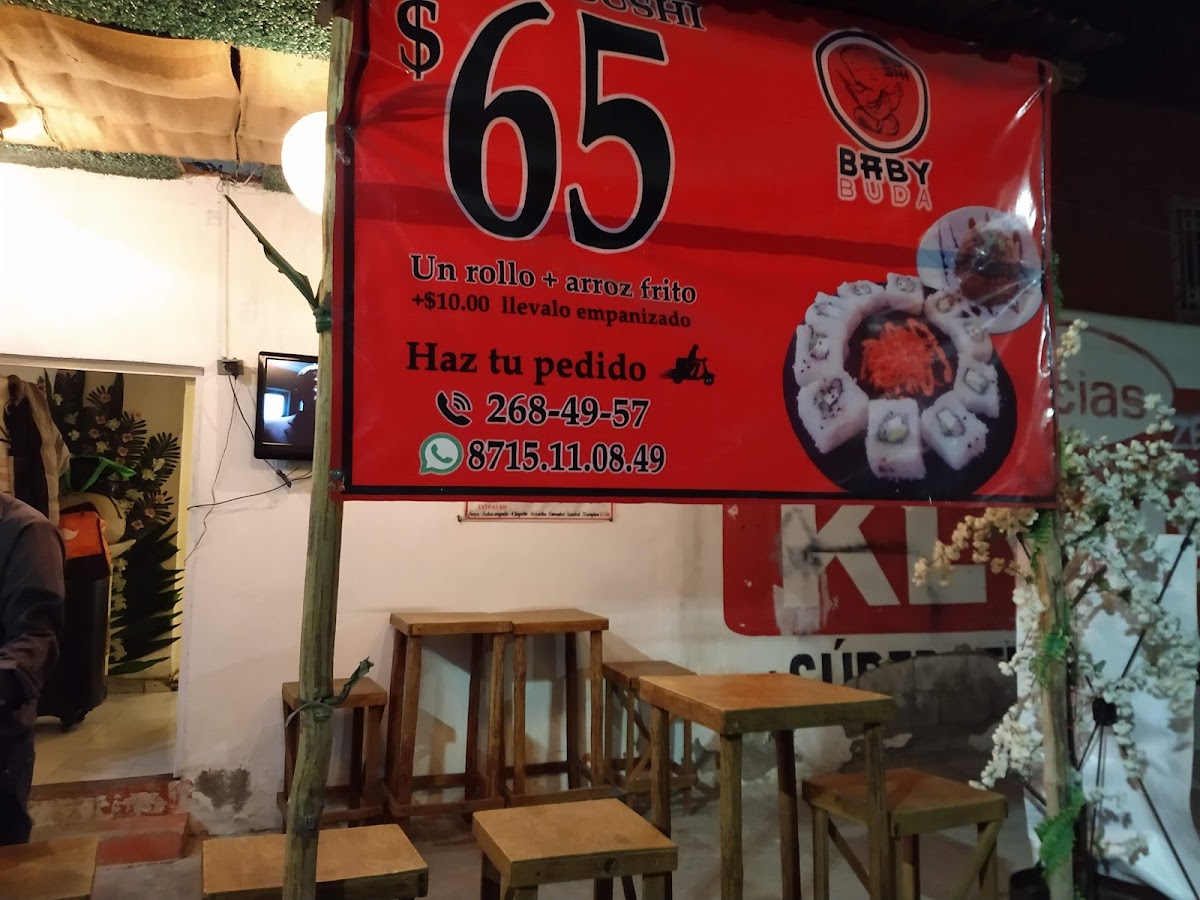 SUSHI
$65
BABY
BUDA
Un rollo + arroz frito
+$10.00 llevalo empanizado
Haz tu pedido
268-49-57
8715.11.08.49
cias